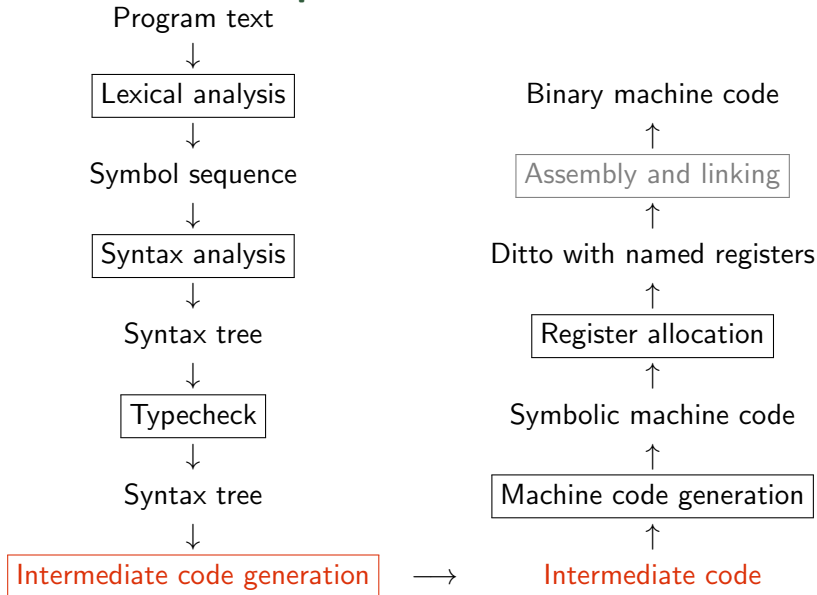 Program text
↓
Lexical analysis
↓
Symbol sequence
↓
Syntax analysis
↓
Syntax tree
↓
Typecheck
↓
Syntax tree
↓
Intermediate code generation
⟶
Binary machine code
↑
Assembly and linking
↑
Ditto with named registers
↑
Register allocation
↑
Symbolic machine code
↑
Machine code generation
↑
Intermediate code